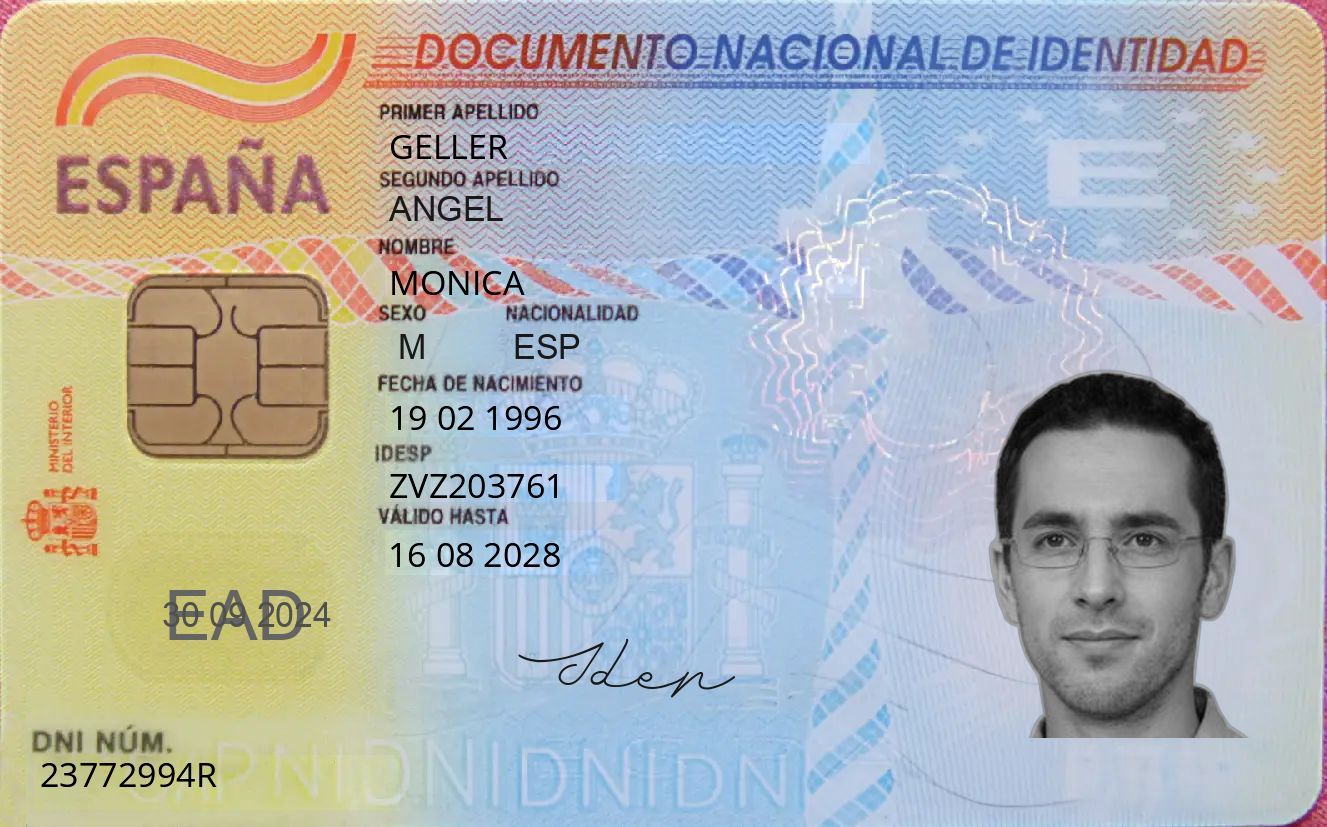 DOCUMENTO NACIONAL DE IDENTIDAD
ESPAÑA
PRIMER APELLIDO
GELLER
SEGUNDO APELLIDO
ANGEL
NOMBRE
MONICA
SEXO NACIONALIDAD
M ESP
FECHA DE NACIMIENTO
19 02 1996
IDESP
ZVZ203761
VÁLIDO HASTA
16 08 2028
MINISTERIO
DEL INTERIOR
E
30 09 2024
EAD
Iden
DNI NÚM.
23772994R
DNIDNIDNIDN